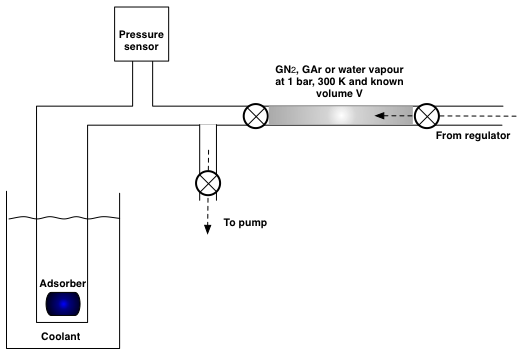 Pressure
sensor
GN2, GAr or water vapour
at 1 bar, 300 K and known
volume V
From regulator
To pump
Adsorber
Coolant